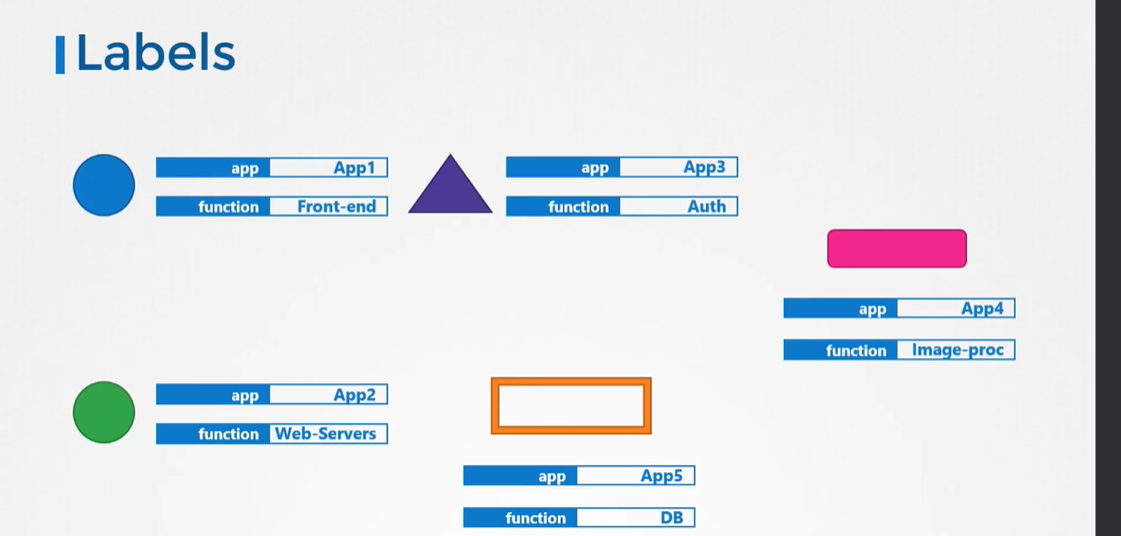 Labels
app App1
function Front-end
app App3
function Auth
app App4
function Image-proc
app App2
function Web-Servers
app App5
function DB